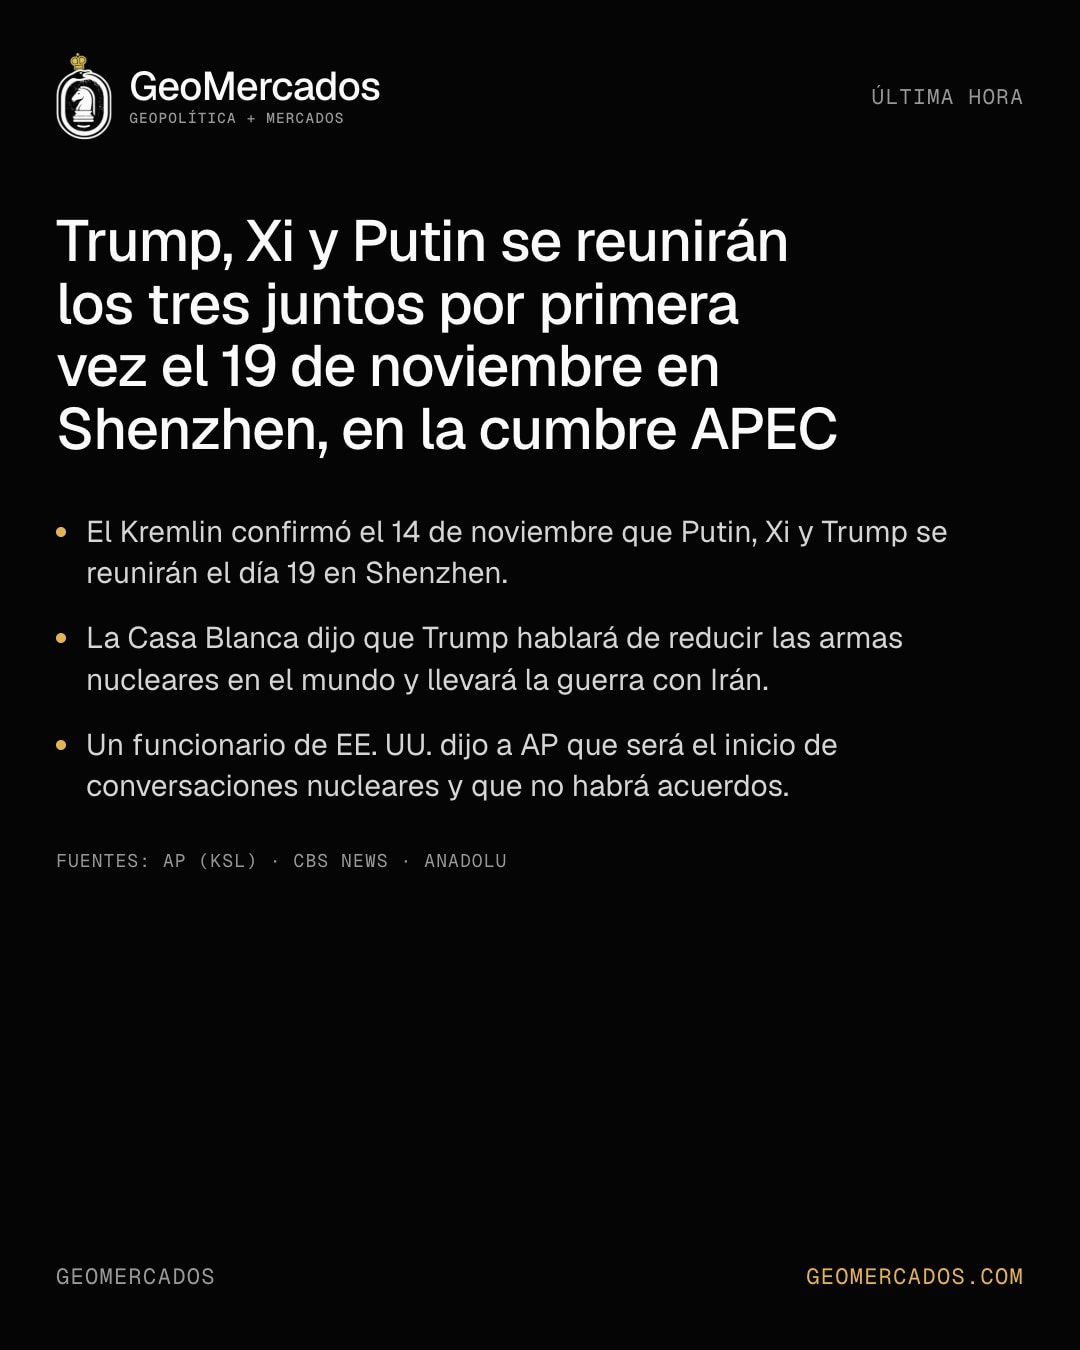 GeoMercados
GEOPOLÍTICA + MERCADOS
ÚLTIMA HORA
Trump, Xi y Putin se reunirán
los tres juntos por primera
vez el 19 de noviembre en
Shenzhen, en la cumbre APEC
• El Kremlin confirmó el 14 de noviembre que Putin, Xi y Trump se
reunirán el día 19 en Shenzhen.
• La Casa Blanca dijo que Trump hablará de reducir las armas
nucleares en el mundo y llevará la guerra con Irán.
• Un funcionario de EE. UU. dijo a AP que será el inicio de
conversaciones nucleares y que no habrá acuerdos.
FUENTES: AP (KSL) · CBS NEWS · ANADOLU
GEOMERCADOS
GEOMERCADOS.COM